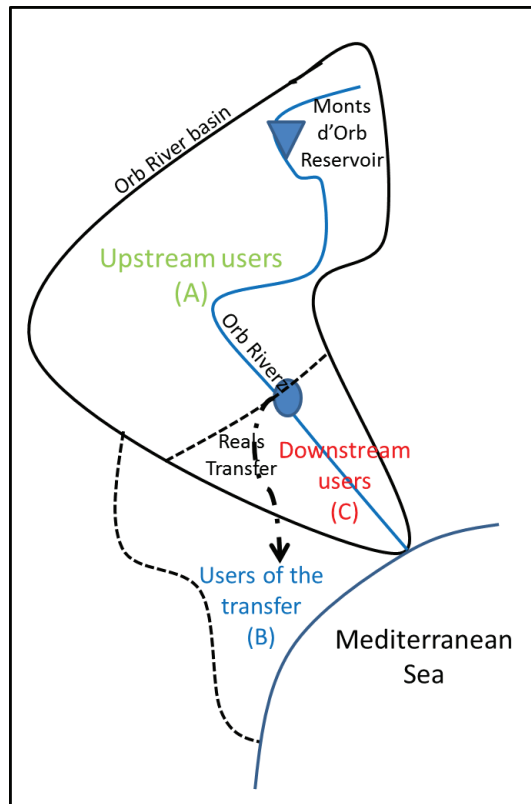 Orb River basin
Monts
d'Orb
Reservoir
Upstream users
(A)
Orb River
Reals
Transfer
Downstream
users
(C)
Users of the
transfer
(B)
Mediterranean
Sea